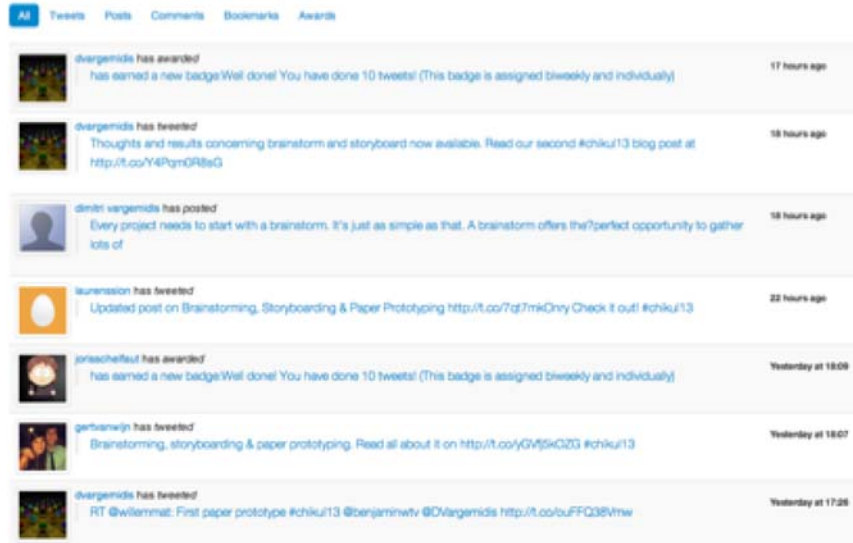 All Tweets Posts Comments Bookmarks Awards
dvargemidis has awarded
has earned a new badge:Well done! You have done 10 tweets! (This badge is assigned biweekly and individually)
17 hours ago
dvargemidis has tweeted
Thoughts and results concerning brainstorm and storyboard now available. Read our second #chikul13 blog post at
http://t.co/Y4Pqm0R8sG
18 hours ago
dimitri vargemidis has posted
Every project needs to start with a brainstorm. It's just as simple as that. A brainstorm offers the?perfect opportunity to gather
lots of
18 hours ago
laurenssion has tweeted
Updated post on Brainstorming, Storyboarding & Paper Prototyping http://t.co/7qt7mkOnry Check it out! #chikul13
22 hours ago
jorisschelfaut has awarded
has earned a new badge:Well done! You have done 10 tweets! (This badge is assigned biweekly and individually)
Yesterday at 18:09
gertvanwijn has tweeted
Brainstorming, storyboarding & paper prototyping. Read all about it on #chikul13
Yesterday at 18:07
dvargemidis has tweeted
RT @willemmat: First paper prototype #chikul13 @benjaminwtv @DVargemidis http://t.co/ouFFQ38Vmw
Yesterday at 17:26